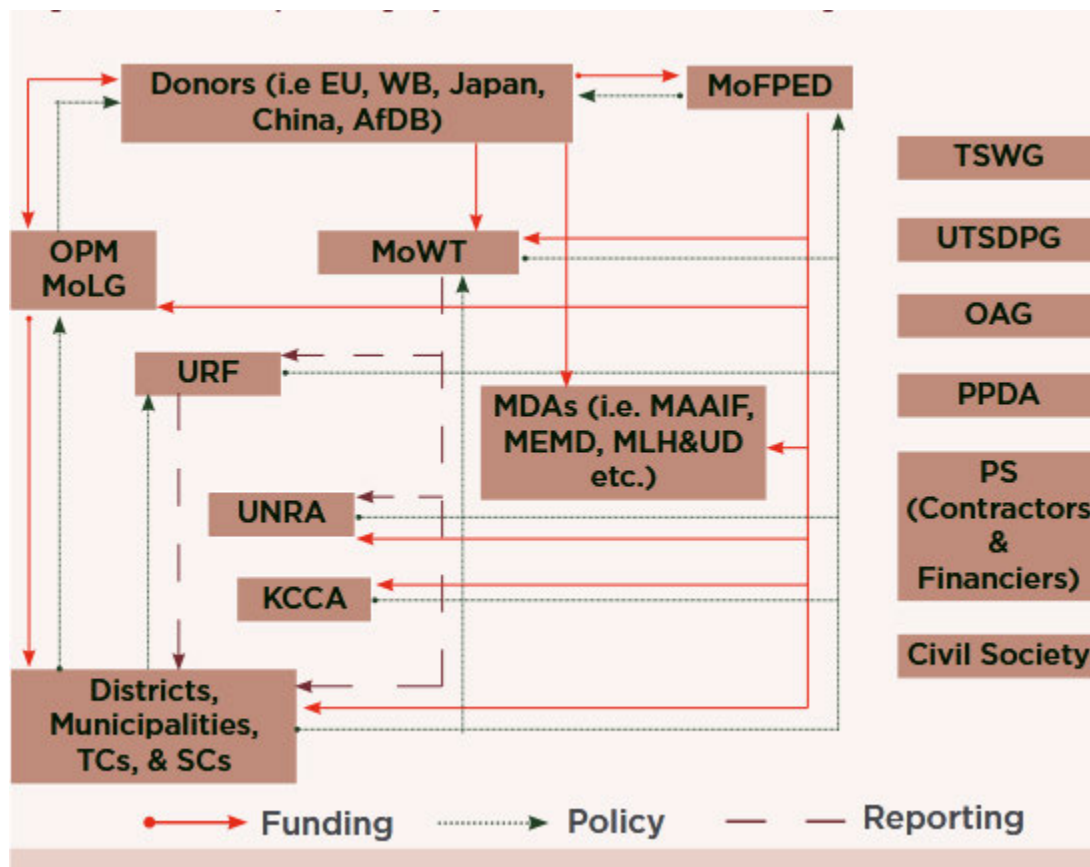 Donors (i.e EU, WB, Japan,
China, AfDB)
MoFPED
TSWG
UTSDPG
OPM
MoLG
MoWT
OAG
URF
MDAs (i.e. MAAIF,
MEMD, MLH&UD
etc.)
PPDA
PS
(Contractors
&
Financiers)
UNRA
KCCA
Civil Society
Districts,
Municipalities,
TCs, & SCs
Funding
Policy
Reporting